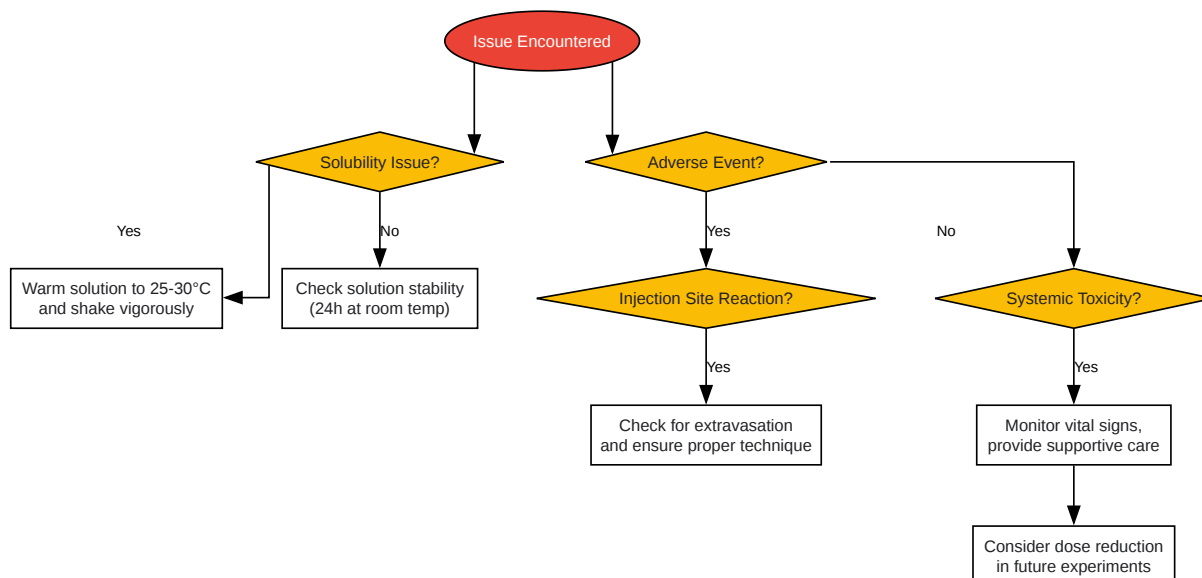 Issue Encountered
Solubility Issue?
Adverse Event?
Yes
No
Yes
No
Warm solution to 25-30°C
and shake vigorously
Check solution stability
(24h at room temp)
Injection Site Reaction?
Systemic Toxicity?
Yes
Yes
Check for extravasation
and ensure proper technique
Monitor vital signs,
provide supportive care
Consider dose reduction
in future experiments